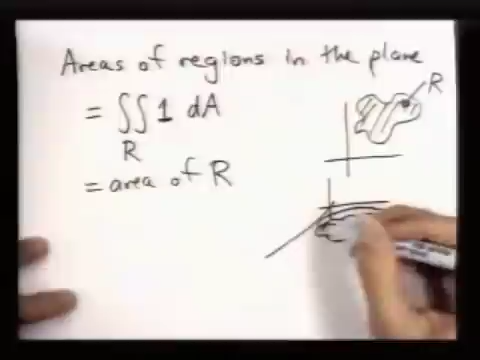 Areas of regions in the plane
= ∬ 1 dA
R
= area of R
R